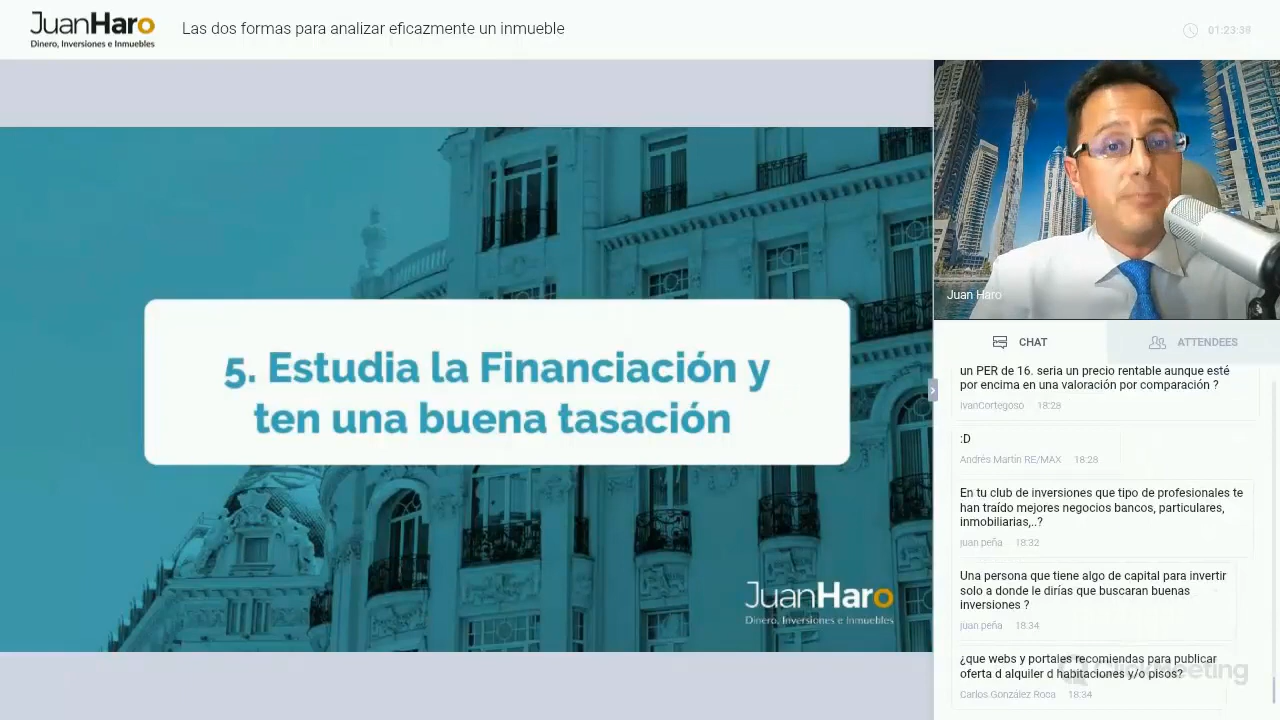 JuanHaro
Dinero, Inversiones e Inmuebles
Las dos formas para analizar eficazmente un inmueble
01:23:38
5. Estudia la Financiación y
ten una buena tasación
JuanHaro
Dinero, Inversiones e Inmuebles
Juan Haro
CHAT
ATTENDEES
un PER de 16. seria un precio rentable aunque esté
por encima en una valoración por comparación ?
IvanCortegoso 18:28
:D
Andrés Martín RE/MAX 18:28
En tu club de inversiones que tipo de profesionales te
han traído mejores negocios bancos, particulares,
inmobiliarias,..?
juan peña 18:32
Una persona que tiene algo de capital para invertir
solo a donde le dirías que buscaran buenas
inversiones ?
juan peña 18:34
¿que webs y portales recomiendas para publicar
oferta d alquiler d habitaciones y/o pisos?
Carlos González Roca 18:34
ClickMeeting